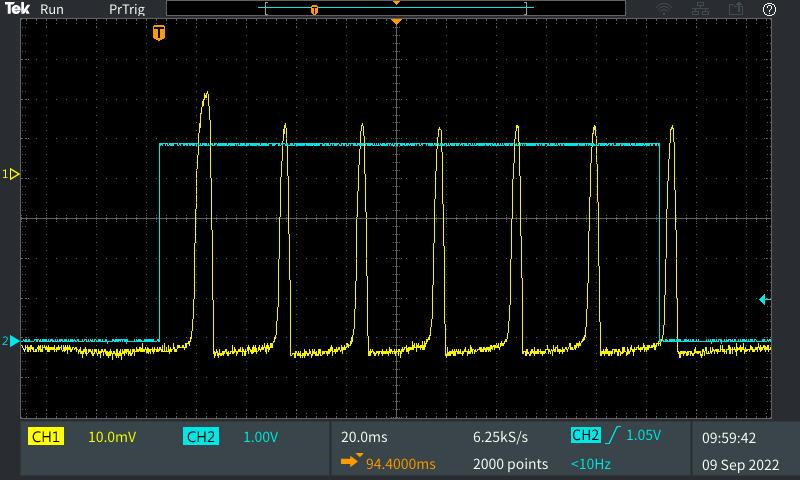 Tek Run PrTrig
T
T
1
2
CH1 10.0mV CH2 1.00V 20.0ms 6.25kS/s CH2 1.05V 09:59:42
94.4000ms 2000 points <10Hz 09 Sep 2022